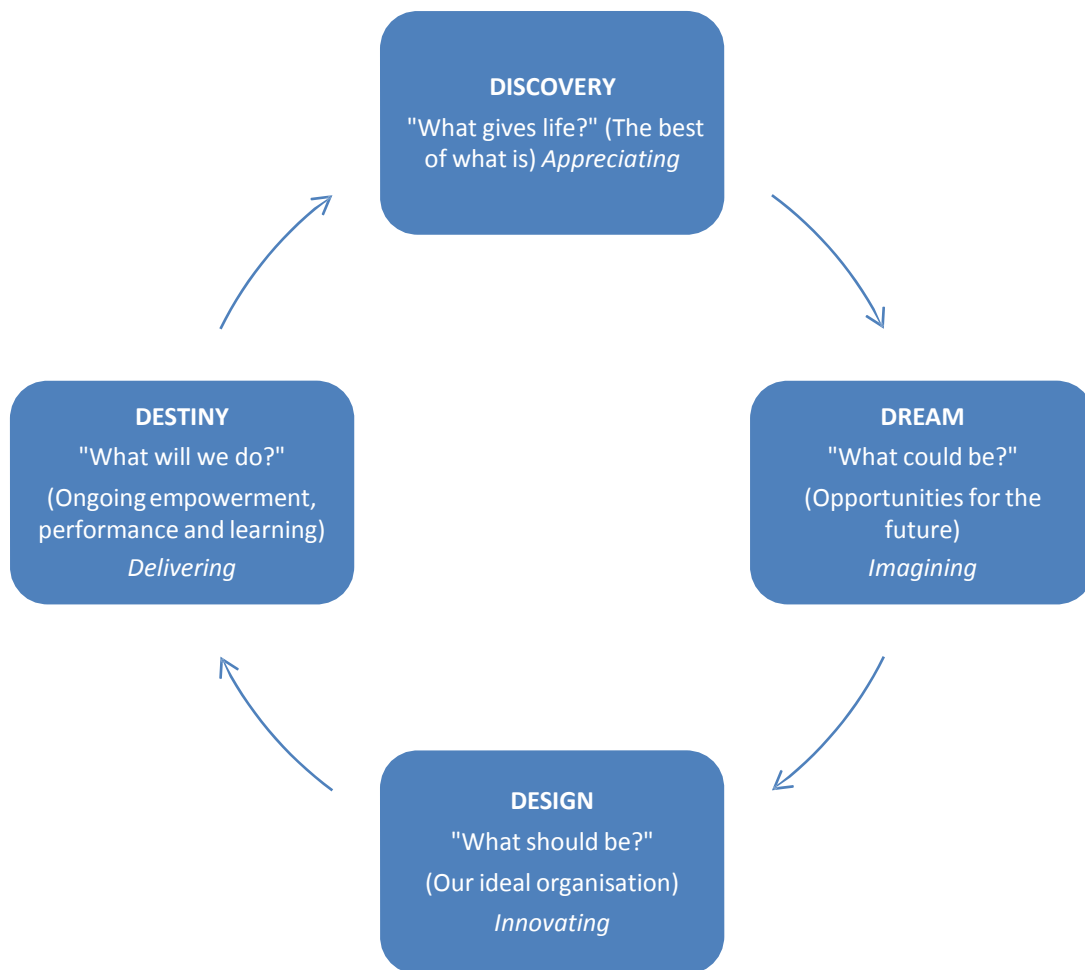 DISCOVERY
"What gives life?" (The best
of what is) Appreciating
DESTINY
"What will we do?"
(Ongoing empowerment,
performance and learning)
Delivering
DREAM
"What could be?"
(Opportunities for the
future)
Imagining
DESIGN
"What should be?"
(Our ideal organisation)
Innovating